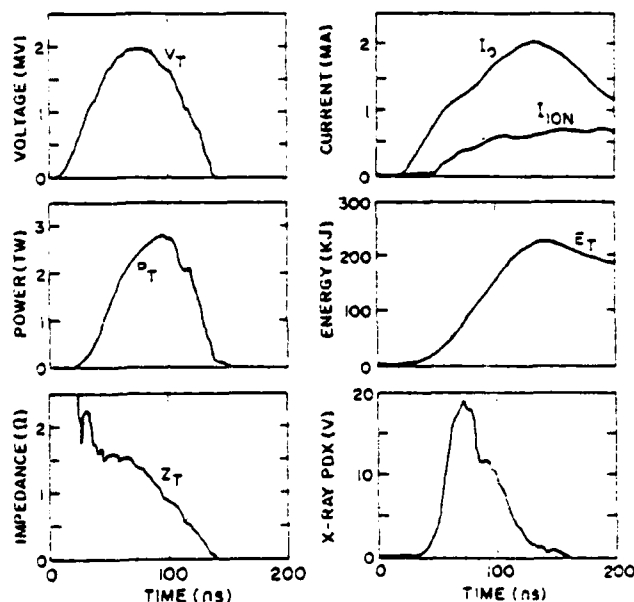 VOLTAGE (MV)
2
1
0
V_T
CURRENT (MA)
2
1
0
I_D
I_ION
POWER (TW)
3
2
1
0
P_T
ENERGY (KJ)
300
200
100
0
E_T
IMPEDANCE (Ω)
2
1
0
Z_T
0
100
200
TIME (ns)
X-RAY PDX (V)
20
10
0
0
100
200
TIME (ns)